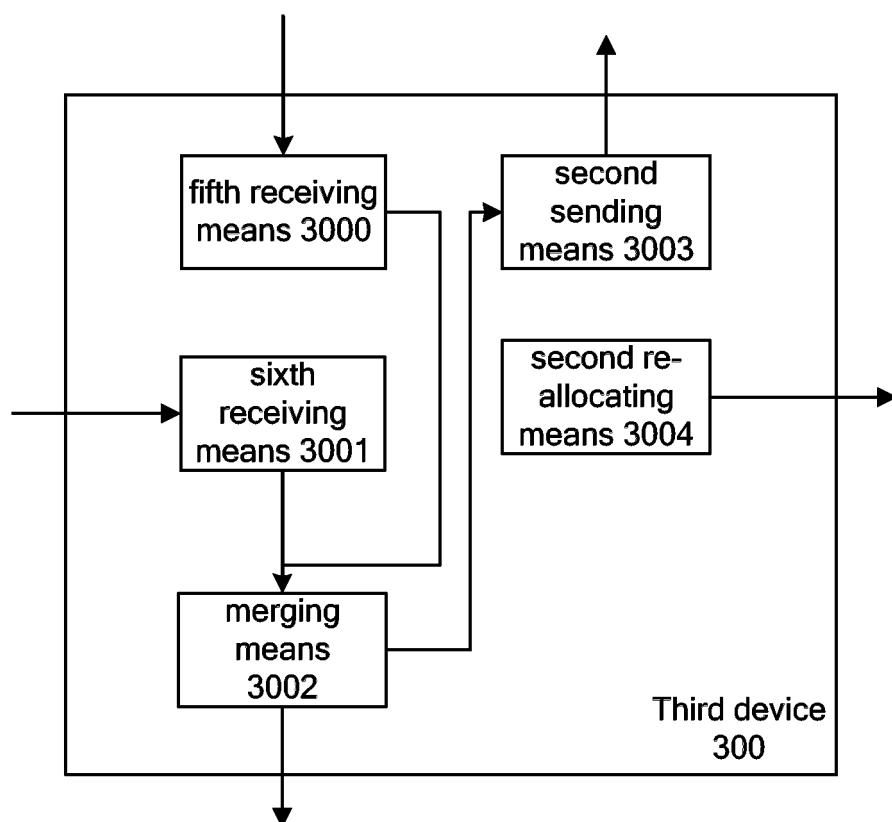 fifth receiving
means 3000
second
sending
means 3003
sixth
receiving
means 3001
second re-
allocating
means 3004
merging
means
3002
Third device
300